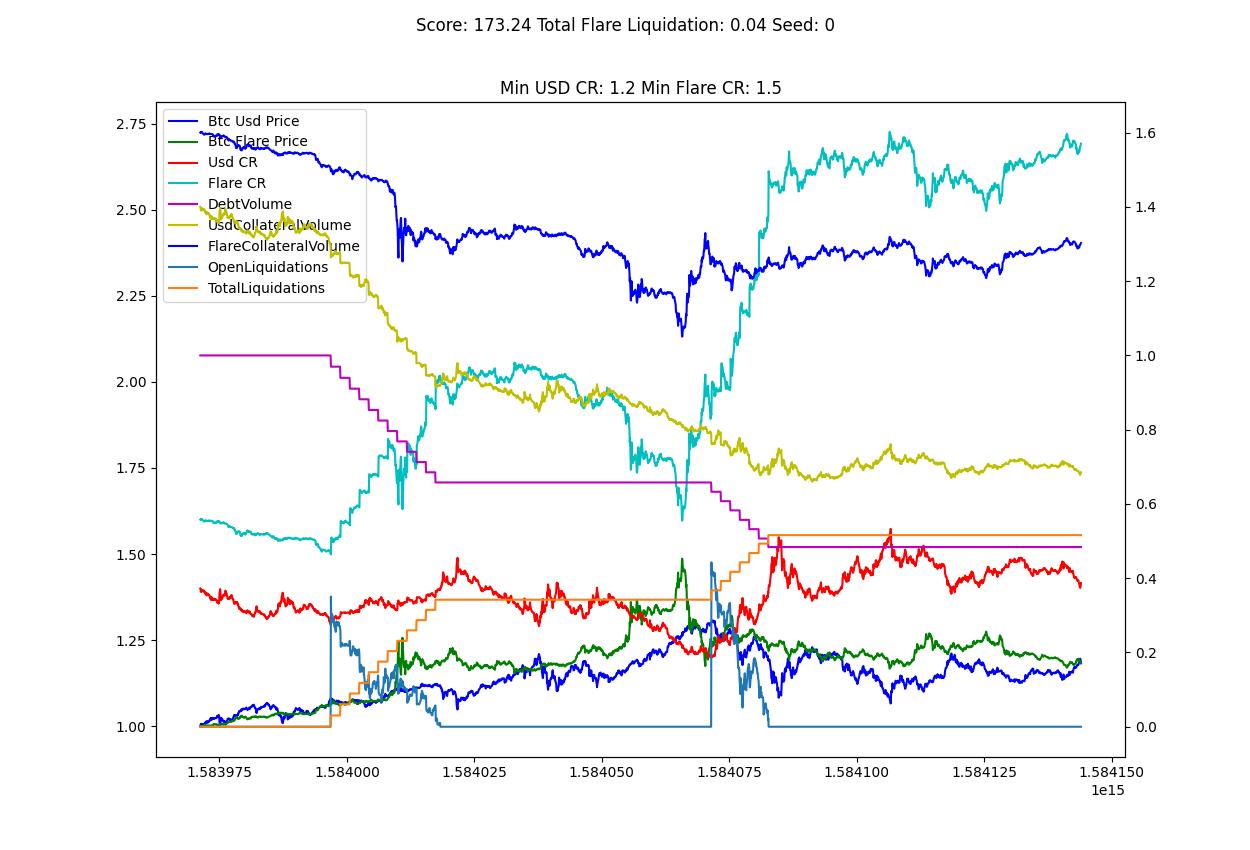 Score: 173.24 Total Flare Liquidation: 0.04 Seed: 0
Min USD CR: 1.2 Min Flare CR: 1.5
Btc Usd Price
Btc Flare Price
Usd CR
Flare CR
DebtVolume
UsdCollateralVolume
FlareCollateralVolume
OpenLiquidations
TotalLiquidations
2.75
2.50
2.25
2.00
1.75
1.50
1.25
1.00
1.6
1.4
1.2
1.0
0.8
0.6
0.4
0.2
0.0
1.583975 1.584000 1.584025 1.584050 1.584075 1.584100 1.584125 1.584150
1e15